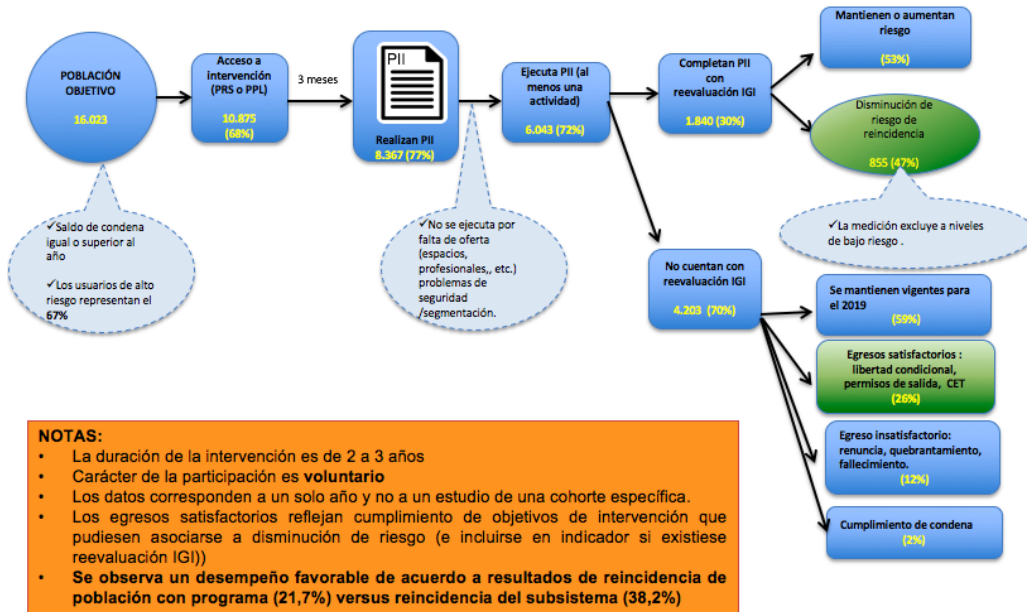 POBLACIÓN
OBJETIVO
16.023
Acceso a
intervención
(PRS o PPL)
10.875
(68%)
3 meses
PII
Realizan PII
8.367 (77%)
Ejecuta PII (al
menos una
actividad)
6.043 (72%)
Completan PII
con
reevaluación IGI
1.840 (30%)
Mantienen o aumentan
riesgo
(53%)
Disminución de
riesgo de
reincidencia
855 (47%)
✓Saldo de condena
igual o superior al
año
✓Los usuarios de alto
riesgo representan el
67%
✓No se ejecuta por
falta de oferta
(espacios,
profesionales,, etc.)
problemas de
seguridad
/segmentación.
✓La medición excluye a niveles
de bajo riesgo .
No cuentan con
reevaluación IGI
4.203 (70%)
Se mantienen vigentes para
el 2019
(59%)
Egresos satisfactorios :
libertad condicional,
permisos de salida, CET
(26%)
Egreso insatisfactorio:
renuncia, quebrantamiento,
fallecimiento.
(12%)
Cumplimiento de condena
(2%)
NOTAS:
• La duración de la intervención es de 2 a 3 años
• Carácter de la participación es voluntario
• Los datos corresponden a un solo año y no a un estudio de una cohorte específica.
• Los egresos satisfactorios reflejan cumplimiento de objetivos de intervención que
pudiesen asociarse a disminución de riesgo (e incluirse en indicador si existiese
reevaluación IGI))
• Se observa un desempeño favorable de acuerdo a resultados de reincidencia de
población con programa (21,7%) versus reincidencia del subsistema (38,2%)